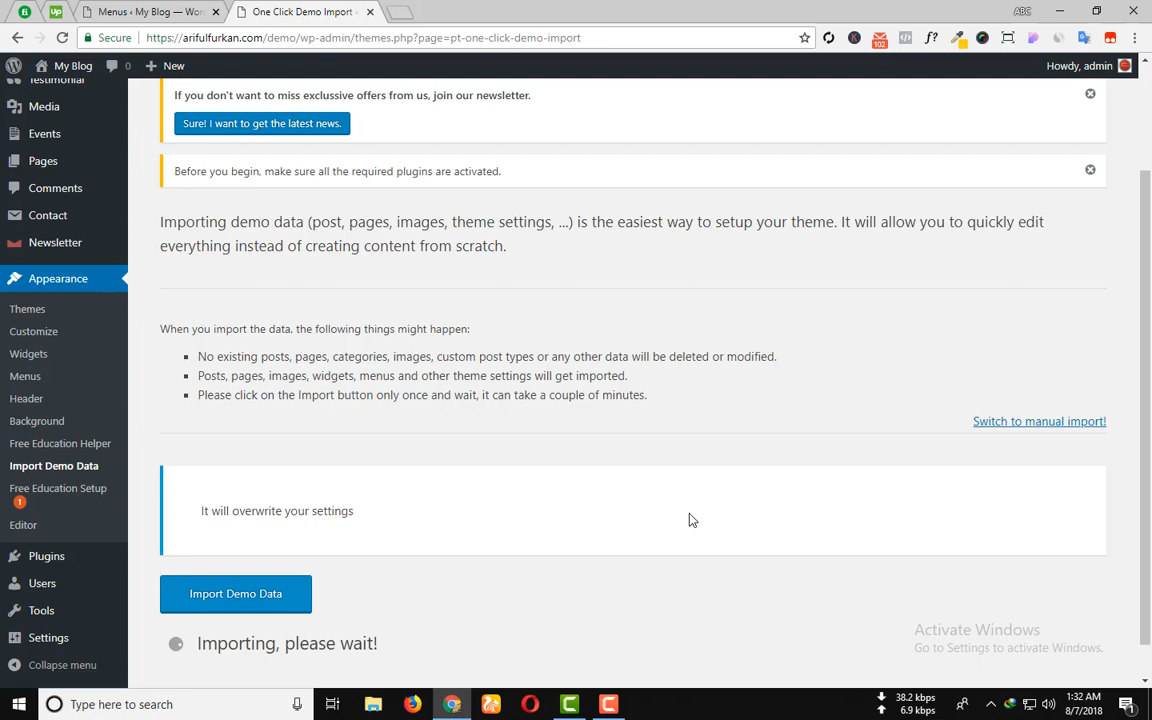 Menus ‹ My Blog — Wor
One Click Demo Import ‹
ABC
Secure
https://arifulfurkan.com/demo/wp-admin/themes.php?page=pt-one-click-demo-import
102
f?
My Blog
0
New
Howdy, admin
Testimonial
Media
Events
Pages
Comments
Contact
Newsletter
Appearance
Themes
Customize
Widgets
Menus
Header
Background
Free Education Helper
Import Demo Data
Free Education Setup
1
Editor
Plugins
Users
Tools
Settings
Collapse menu
If you don't want to miss exclussive offers from us, join our newsletter.
Sure! I want to get the latest news.
Before you begin, make sure all the required plugins are activated.
Importing demo data (post, pages, images, theme settings, ...) is the easiest way to setup your theme. It will allow you to quickly edit
everything instead of creating content from scratch.
When you import the data, the following things might happen:
No existing posts, pages, categories, images, custom post types or any other data will be deleted or modified.
Posts, pages, images, widgets, menus and other theme settings will get imported.
Please click on the Import button only once and wait, it can take a couple of minutes.
Switch to manual import!
It will overwrite your settings
Import Demo Data
Importing, please wait!
Activate Windows
Go to Settings to activate Windows.
Type here to search
38.2 kbps
6.9 kbps
1:32 AM
8/7/2018
1